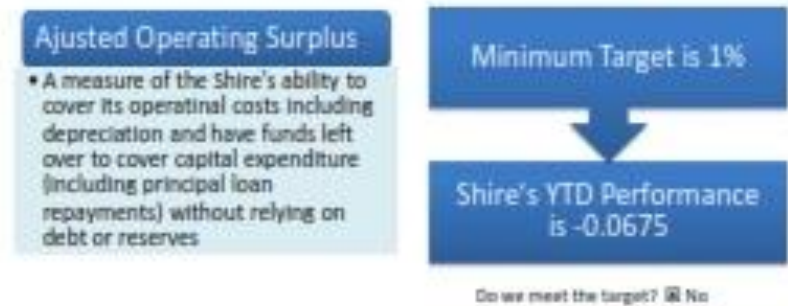 Ajusted Operating Surplus
• A measure of the Shire's ability to
cover its operatinal costs including
depreciation and have funds left
over to cover capital expenditure
(including principal loan
repayments) without relying on
debt or reserves
Minimum Target is 1%
Shire's YTD Performance
is -0.0675
Do we meet the target? ☒ No